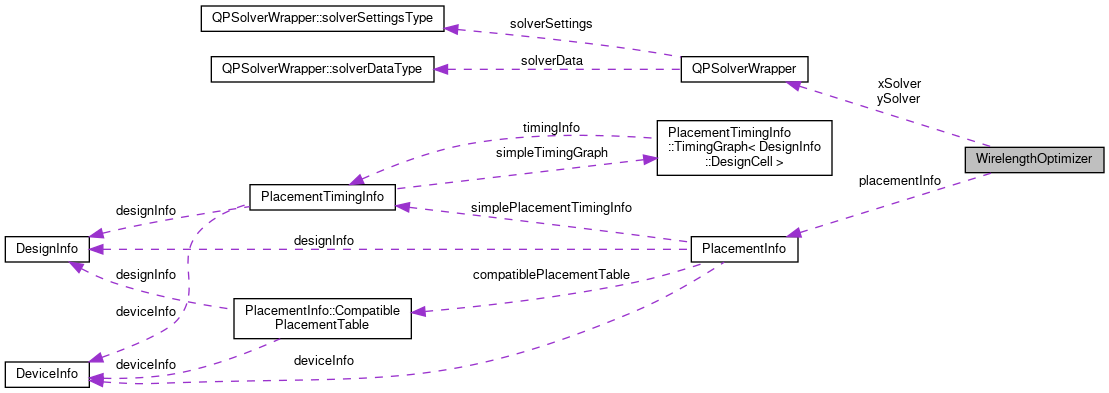 QPSolverWrapper::solverSettingsType
solverSettings
QPSolverWrapper::solverDataType
solverData
QPSolverWrapper
xSolver
ySolver
WirelengthOptimizer
timingInfo
PlacementTimingInfo
::TimingGraph< DesignInfo
::DesignCell >
simpleTimingGraph
placementInfo
PlacementTimingInfo
simplePlacementTimingInfo
designInfo
DesignInfo
designInfo
PlacementInfo
designInfo
compatiblePlacementTable
PlacementInfo::Compatible
PlacementTable
deviceInfo
deviceInfo
deviceInfo
DeviceInfo